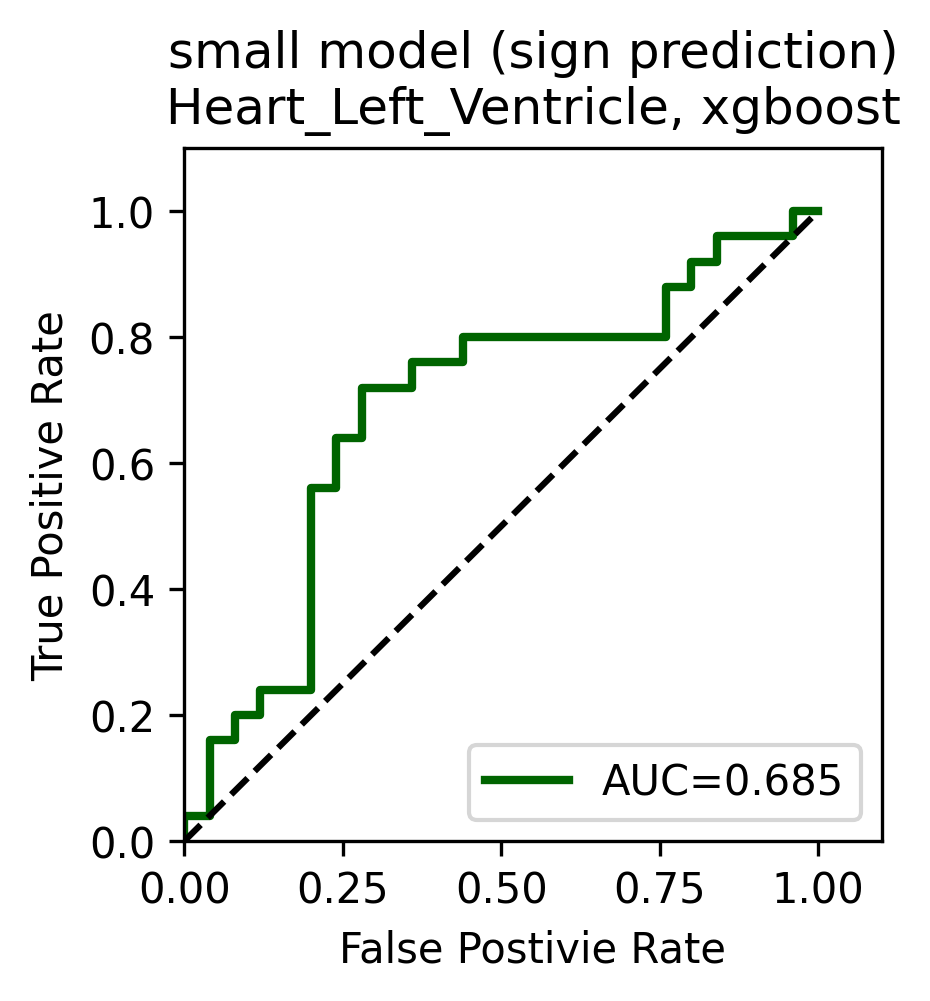 small model (sign prediction)
Heart_Left_Ventricle, xgboost
1.0
0.8
0.6
0.4
0.2
0.0
True Positive Rate
AUC=0.685
0.00 0.25 0.50 0.75 1.00
False Postivie Rate